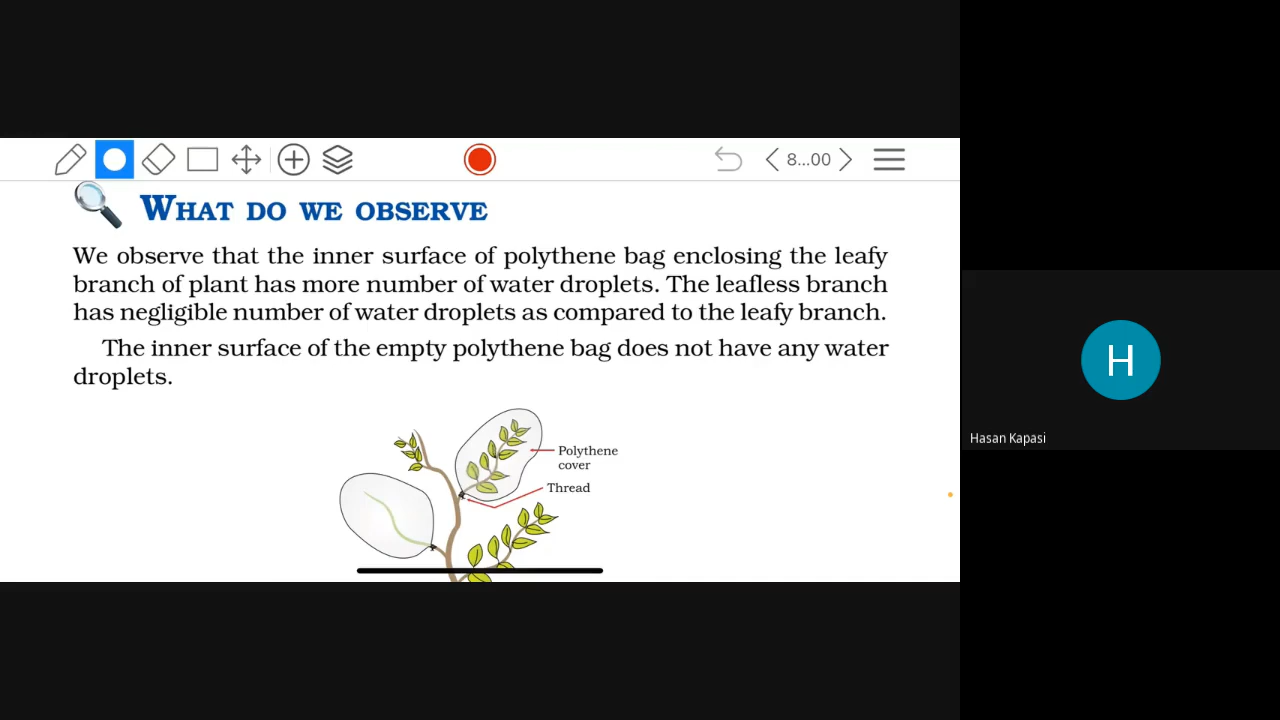 8...00
WHAT DO WE OBSERVE
We observe that the inner surface of polythene bag enclosing the leafy
branch of plant has more number of water droplets. The leafless branch
has negligible number of water droplets as compared to the leafy branch.
The inner surface of the empty polythene bag does not have any water
droplets.
Polythene
cover
Thread
H
Hasan Kapasi